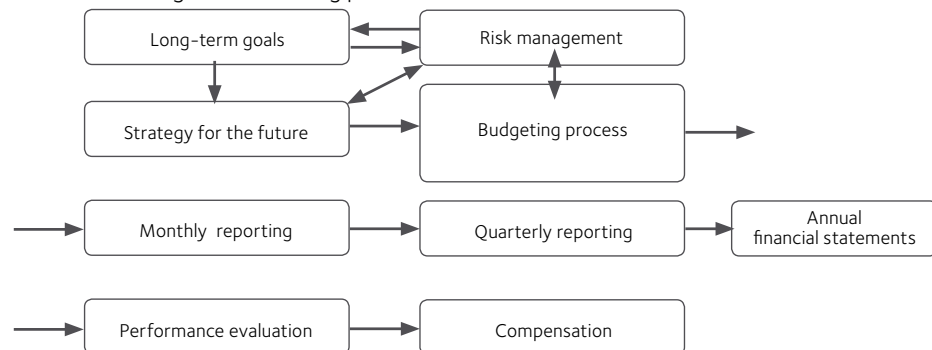 Long-term goals
Risk management
Strategy for the future
Budgeting process
Monthly reporting
Quarterly reporting
Annual
financial statements
Performance evaluation
Compensation